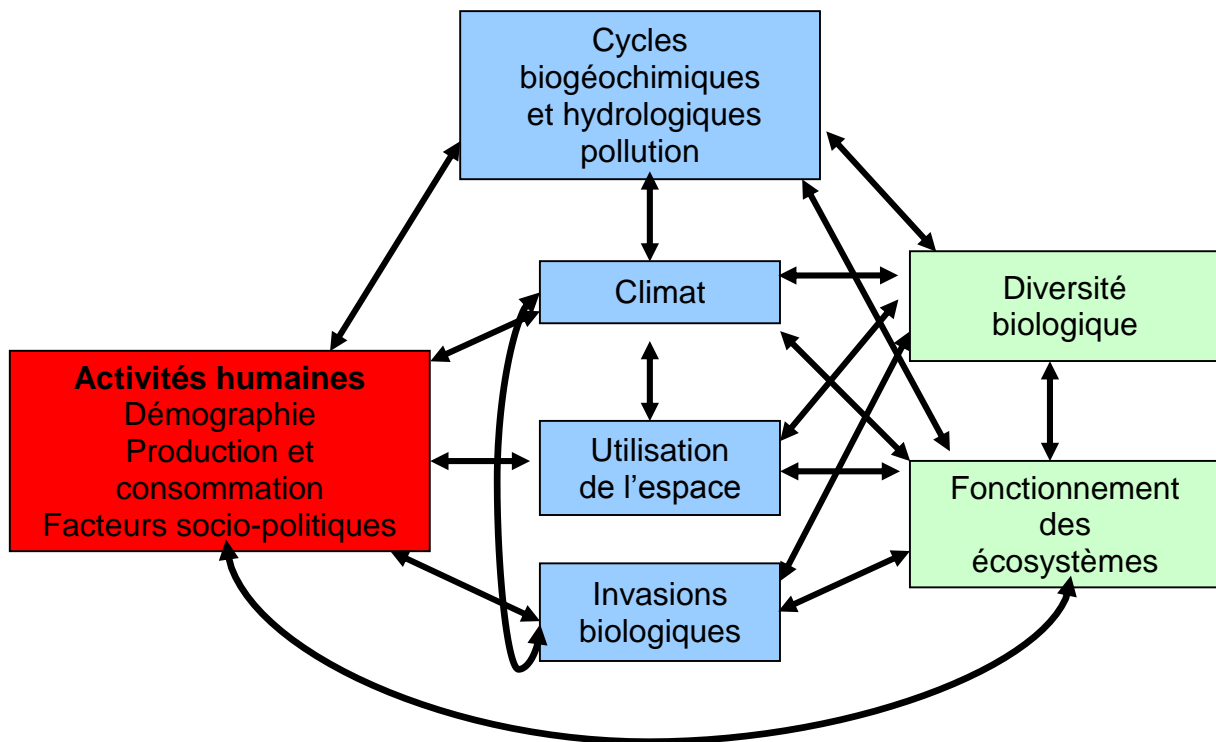 Cycles
biogéochimiques
et hydrologiques
pollution
Climat
Diversité
biologique
Activités humaines
Démographie
Production et
consommation
Facteurs socio-politiques
Utilisation
de l’espace
Fonctionnement
des
écosystèmes
Invasions
biologiques